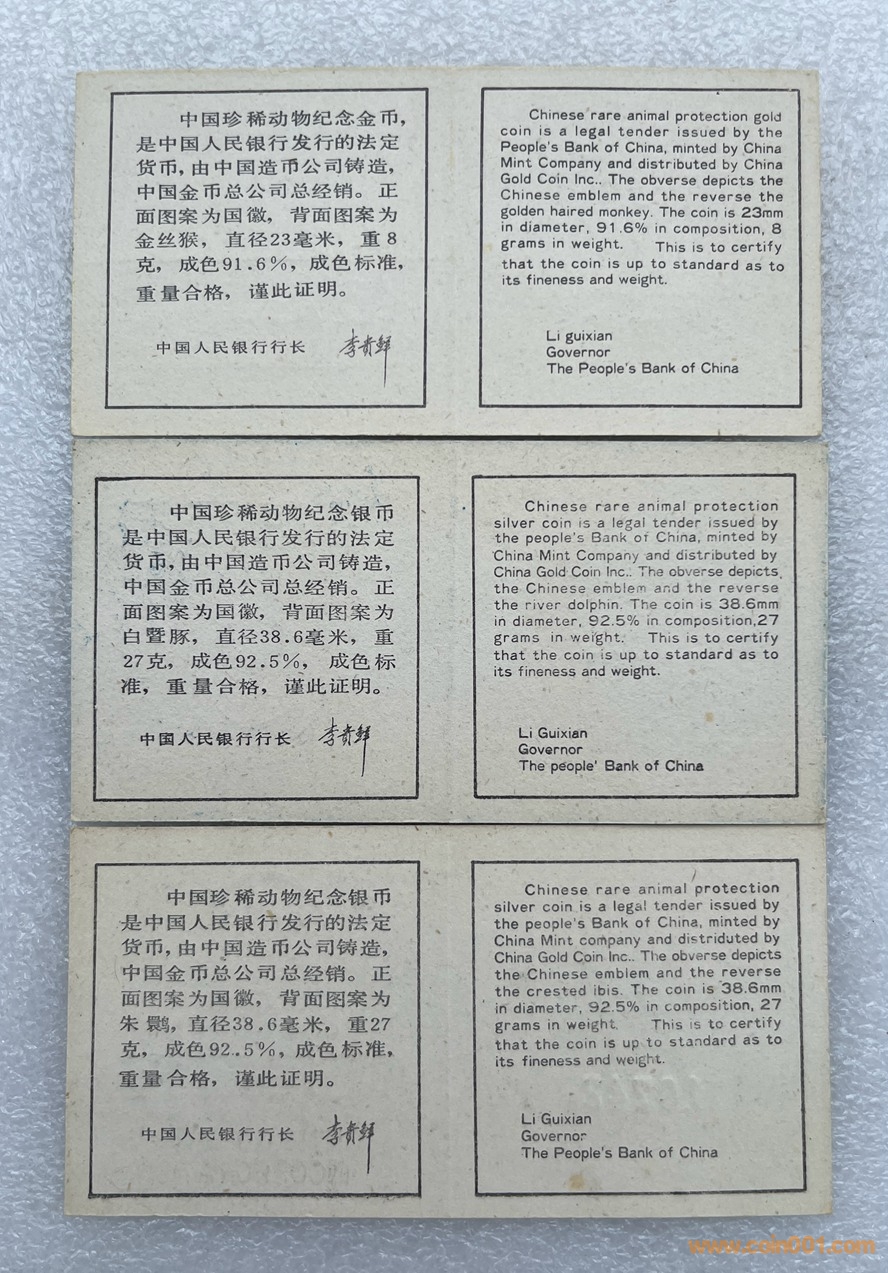 中国珍稀动物纪念金币，
是中国人民银行发行的法定
货币，由中国造币公司铸造，
中国金币总公司总经销。正
面图案为国徽，背面图案为
金丝猴，直径23毫米，重8
克，成色91.6%，成色标准，
重量合格，谨此证明。
中国人民银行行长 李贵鲜
Chinese rare animal protection gold
coin is a legal tender issued by the
People's Bank of China, minted by China
Mint Company and distributed by China
Gold Coin Inc.. The obverse depicts the
Chinese emblem and the reverse the
golden haired monkey. The coin is 23mm
in diameter, 91.6% in composition, 8
grams in weight. This is to certify
that the coin is up to standard as to
its fineness and weight.
Li guixian
Governor
The People's Bank of China
中国珍稀动物纪念银币
是中国人民银行发行的法定
货币，由中国造币公司铸造，
中国金币总公司总经销。正
面图案为国徽，背面图案为
白暨豚，直径38.6毫米，重
27克，成色92.5%，成色标
准，重量合格，谨此证明。
中国人民银行行长 李贵鲜
Chinese rare animal protection
silver coin is a legal tender issued by
the people's Bank of China, minted by
China Mint Company and distributed by
China Gold Coin Inc.. The obverse depicts
the Chinese emblem and the reverse
the river dolphin. The coin is 38.6mm
in diameter, 92.5% in composition,27
grams in weight. This is to certify
that the coin is up to standard as to
its fineness and weight.
Li Guixian
Governor
The people' Bank of China
中国珍稀动物纪念银币
是中国人民银行发行的法定
货币，由中国造币公司铸造，
中国金币总公司总经销。正
面图案为国徽，背面图案为
朱鹮，直径38.6毫米，重27
克，成色92.5%，成色标准，
重量合格，谨此证明。
中国人民银行行长 李贵鲜
Chinese rare animal protection
silver coin is a legal tender issued by
the people's Bank of China, minted by
China Mint company and distriduted by
China Gold Coin Inc.. The obverse depicts
the Chinese emblem and the reverse
the crested ibis. The coin is 38.6mm
in diameter, 92.5% in composition, 27
grams in weight. This is to certify
that the coin is up to standard as to
its fineness and weight.
Li Guixian
Governor
The People's Bank of China
www.coin001.com